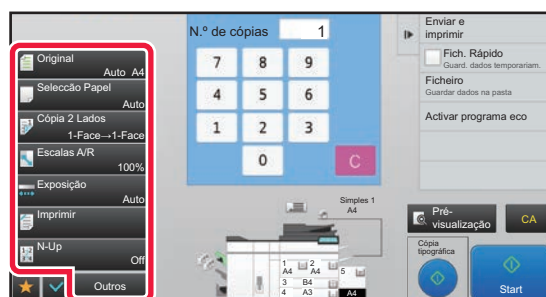 N.º de cópias 1
Original
Auto A4
Seleccão Papel
Auto
Cópia 2 Lados
1-Face→1-Face
Escalas A/R
100%
Exposição
Auto
Imprimir
N-Up
Off
Outros
7 8 9
4 5 6
1 2 3
0 C
Simples 1
A4
1 A4
2 A4
3 B4
4 A3
5
A4
Enviar e
imprimir
Fich. Rápido
Guard. dados temporariam.
Ficheiro
Guardar dados na pasta
Activar programa eco
Pré-
visualização
CA
Cópia
tipográfica
Start